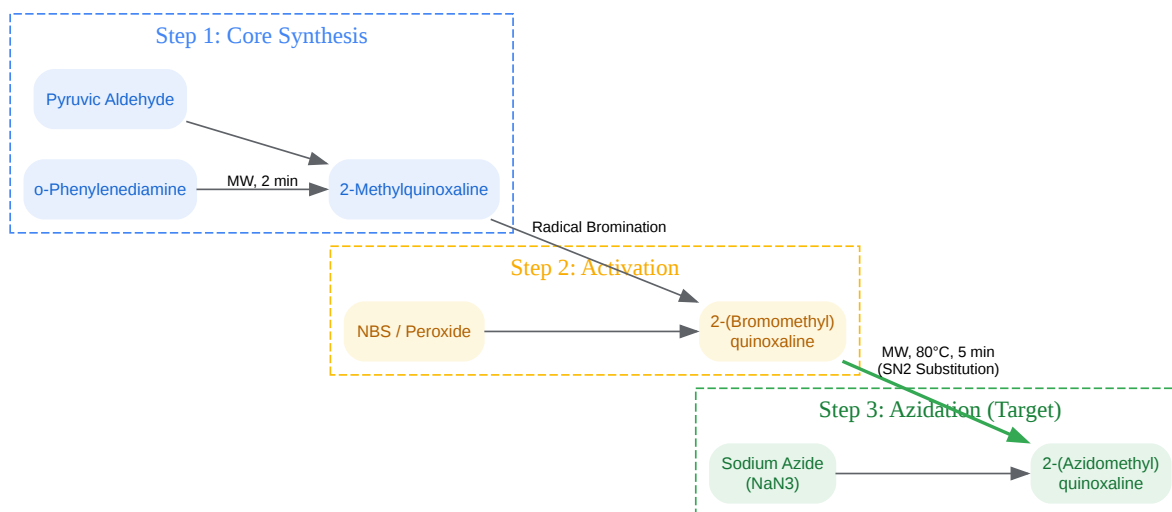 Step 1: Core Synthesis
Pyruvic Aldehyde
o-Phenylenediamine
MW, 2 min
2-Methylquinoxaline
Radical Bromination
Step 2: Activation
NBS / Peroxide
2-(Bromomethyl)
quinoxaline
MW, 80°C, 5 min
(SN2 Substitution)
Step 3: Azidation (Target)
Sodium Azide
(NaN3)
2-(Azidomethyl)
quinoxaline